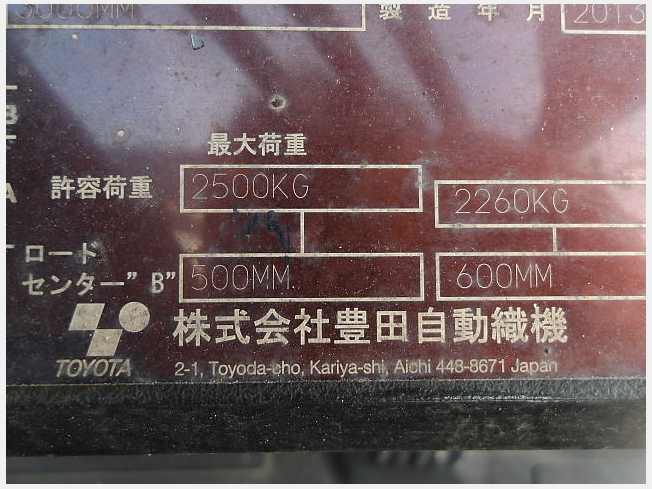 3000MM 製造年月 2013
B
最大荷重
A 許容荷重 2500KG 2260KG
ロード
センター”B” 500MM 600MM
株式会社豊田自動織機
TOYOTA 2-1, Toyoda-cho, Kariya-shi, Aichi 448-8671 Japan